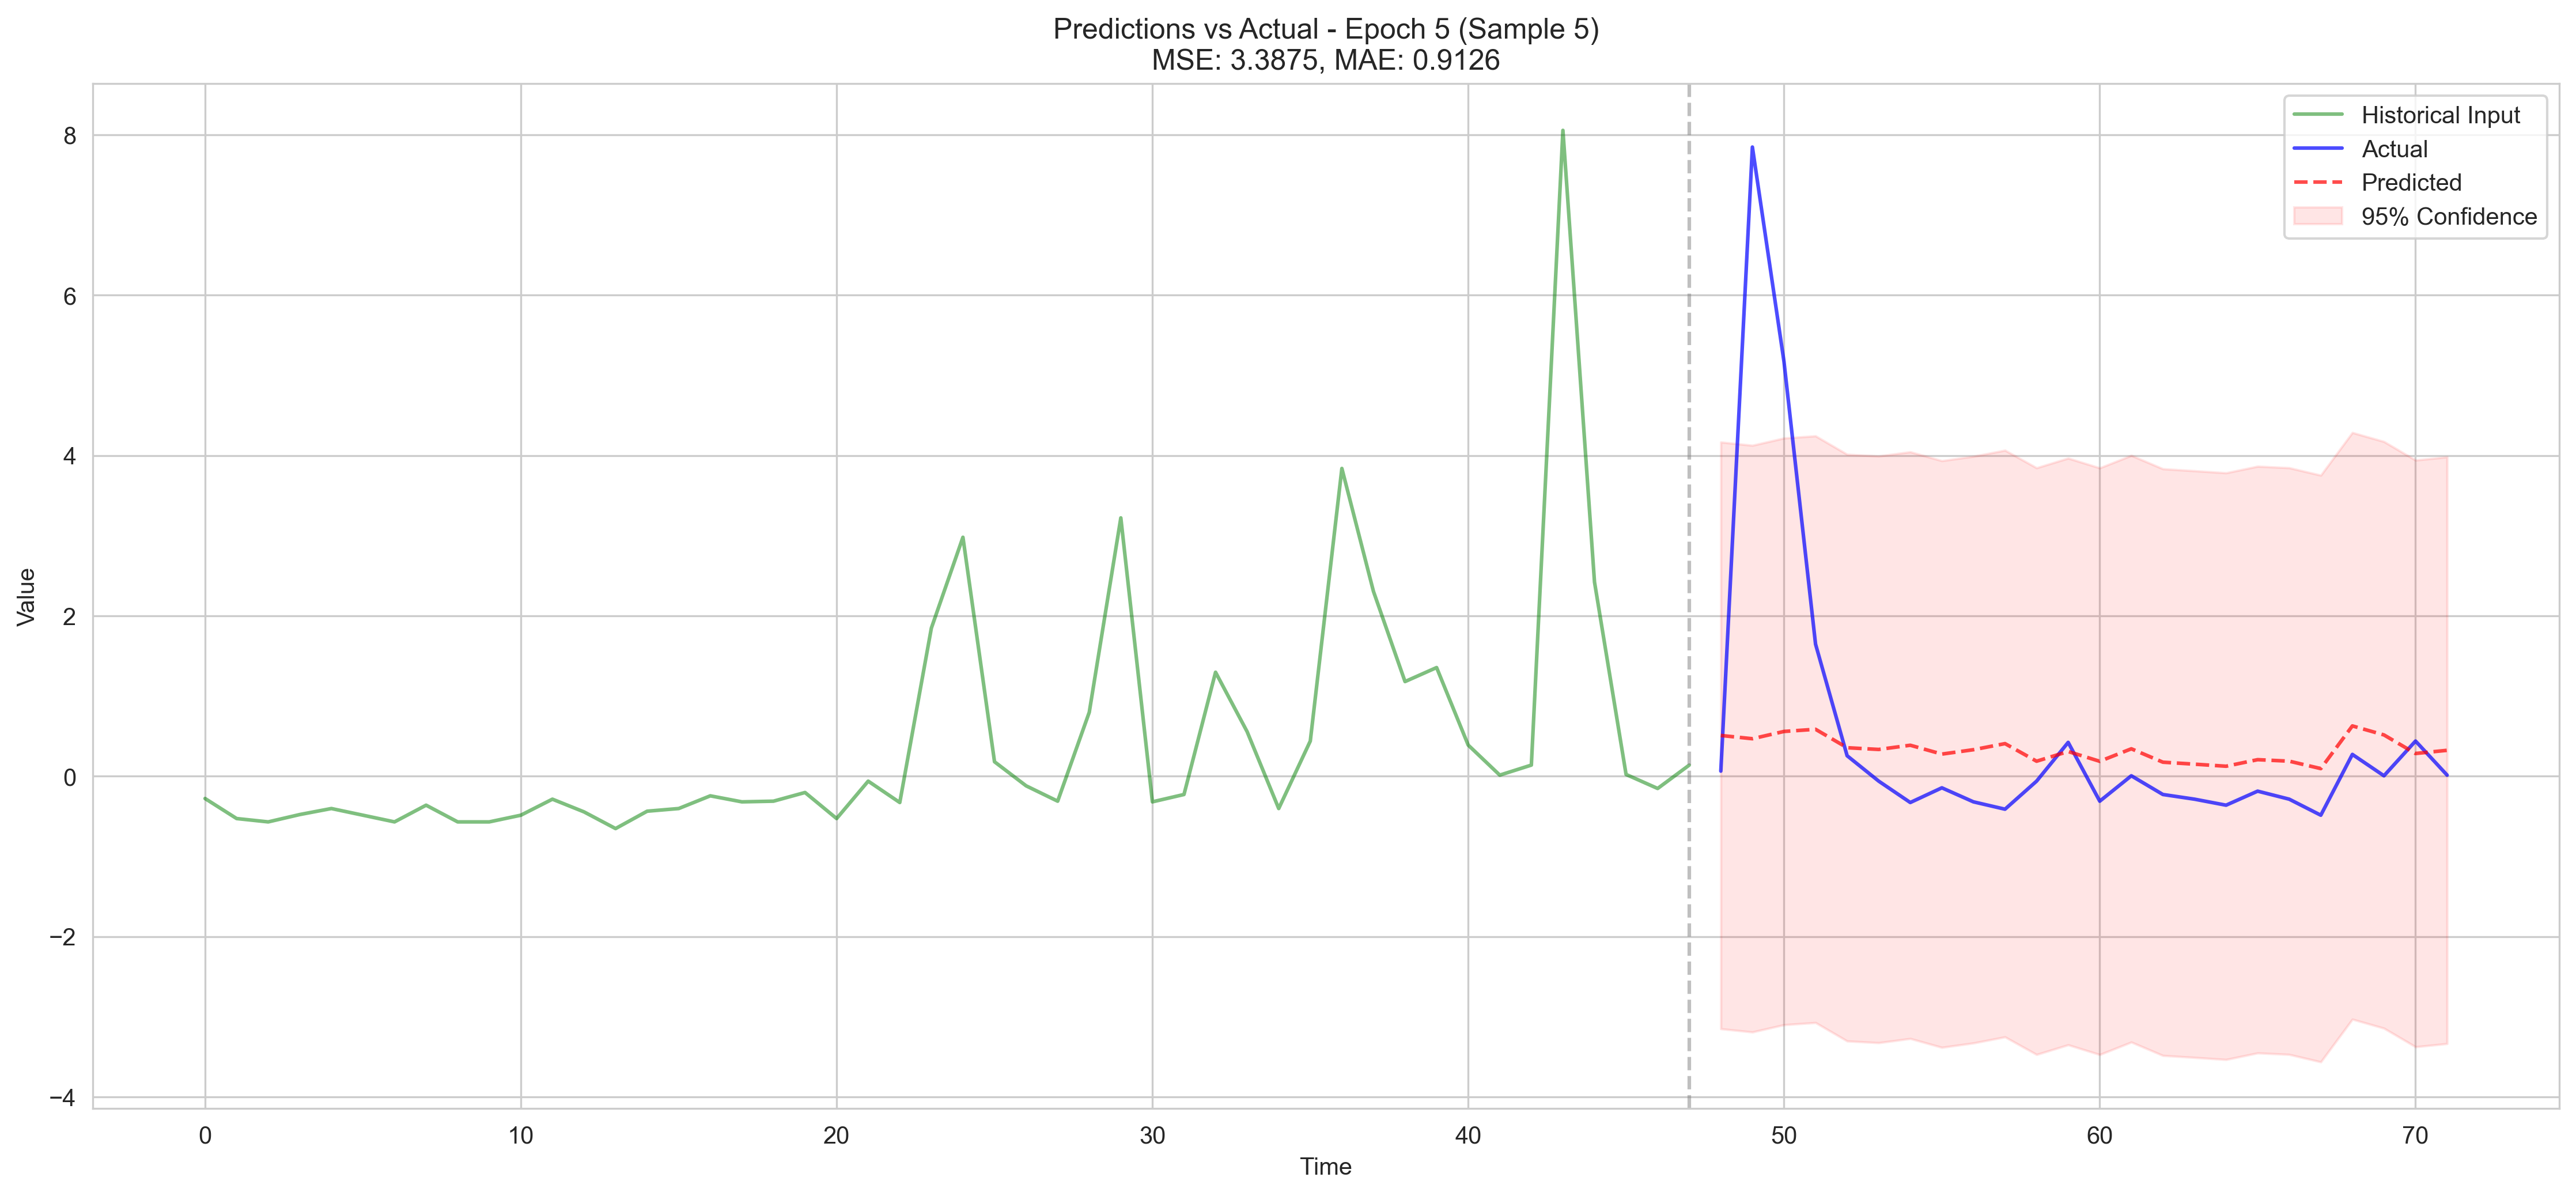 Predictions vs Actual - Epoch 5 (Sample 5)
MSE: 3.3875, MAE: 0.9126
Historical Input
Actual
Predicted
95% Confidence
Value
8
6
4
2
0
−2
−4
0 10 20 30 40 50 60 70
Time